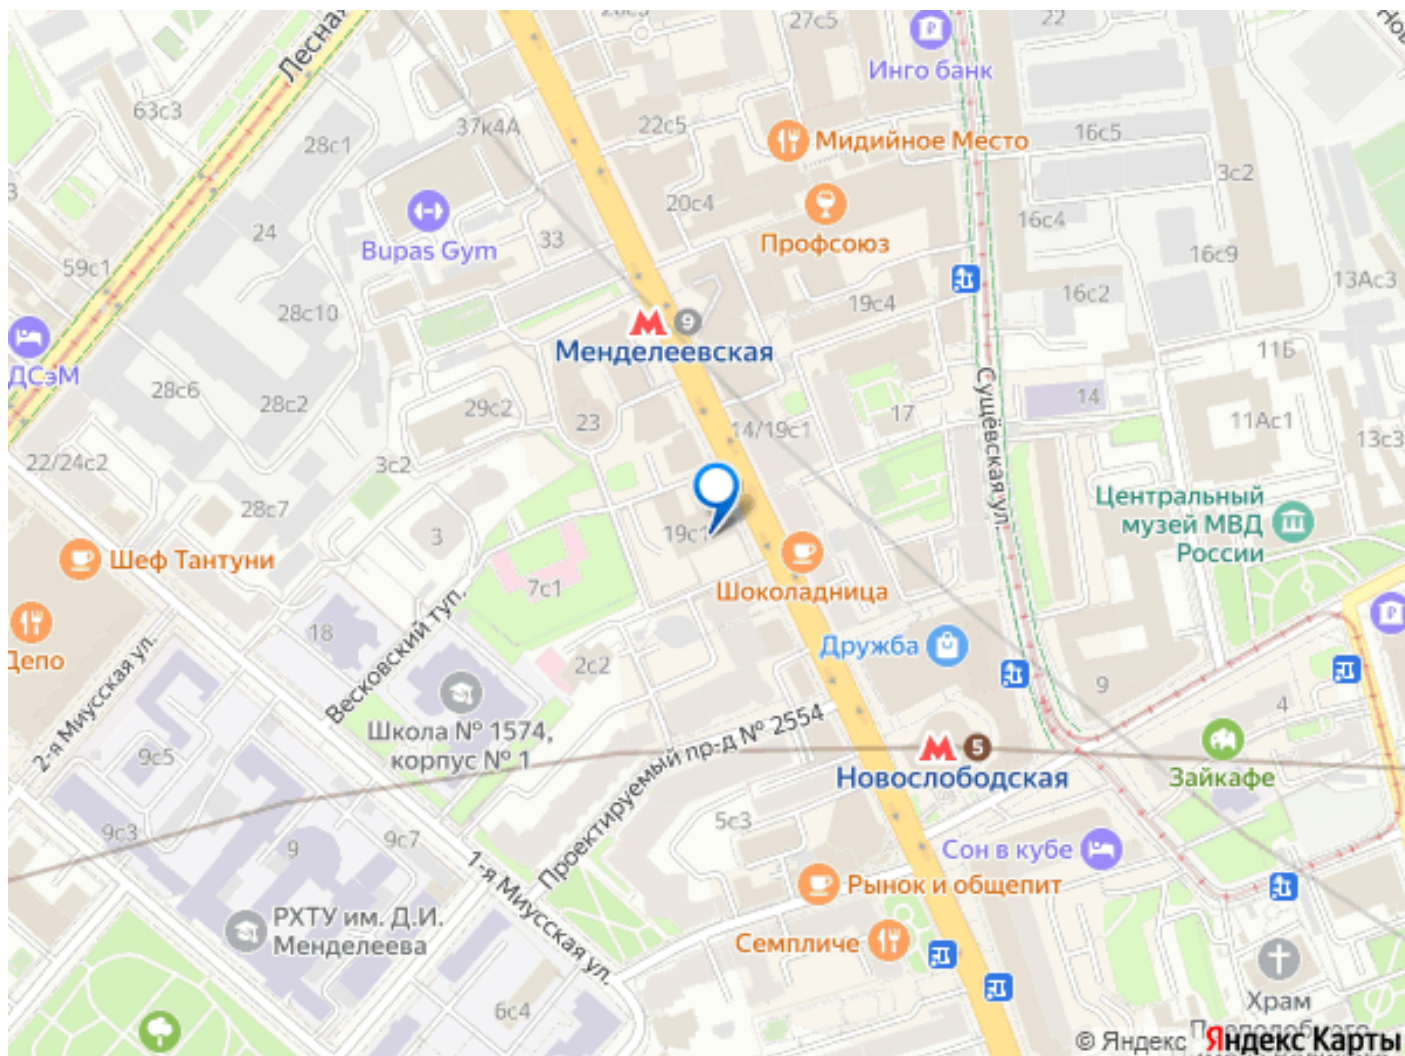 28с3
27с5
22
Нов
Лесная
Инго банк
63с3
37к4А
22с5
16с5
28с1
Мидийное Место
3с2
20с4
16с4
24
33
Bupas Gym
Профсоюз
16с9
59с1
13Ас3
28с10
19с4
16с2
9
Менделеевская
11Б
ДСэМ
28с6
28с2
29с2
23
14/19с1
17
14
11Ас1
13с3
22/24с2
3с2
Сущёвская ул.
28с7
3
19с1
Центральный
музей МВД
России
Шеф Тантуни
7с1
Шоколадница
Весковский туп.
18
Депо
2с2
Дружба
9
2-я Миусская ул.
Школа № 1574,
корпус № 1
4
9с5
Проектируемый пр-д № 2554
5
Новослободская
Зайкафе
9с3
9
9с7
5с3
Сон в кубе
1-я Миусская ул.
Рынок и общепит
РХТУ им. Д.И.
Менделеева
Семпличе
6с4
Храм
© Яндекс
Яндекс Карты